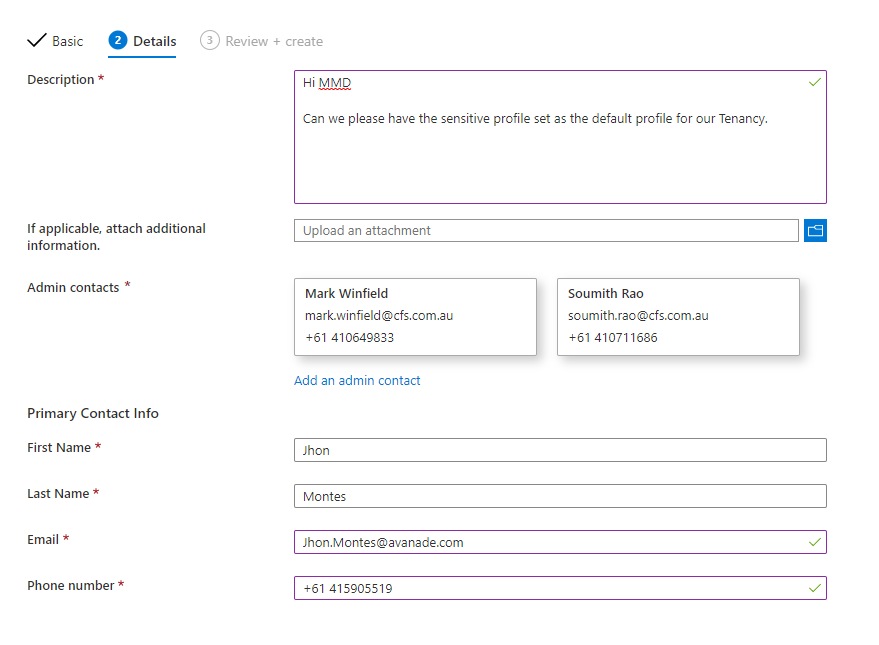 Basic
2 Details
3 Review + create
Description *
Hi MMD
Can we please have the sensitive profile set as the default profile for our Tenancy.
If applicable, attach additional
information.
Upload an attachment
Admin contacts *
Mark Winfield
mark.winfield@cfs.com.au
+61 410649833
Soumith Rao
soumith.rao@cfs.com.au
+61 410711686
Add an admin contact
Primary Contact Info
First Name *
Jhon
Last Name *
Montes
Email *
Jhon.Montes@avanade.com
Phone number *
+61 415905519